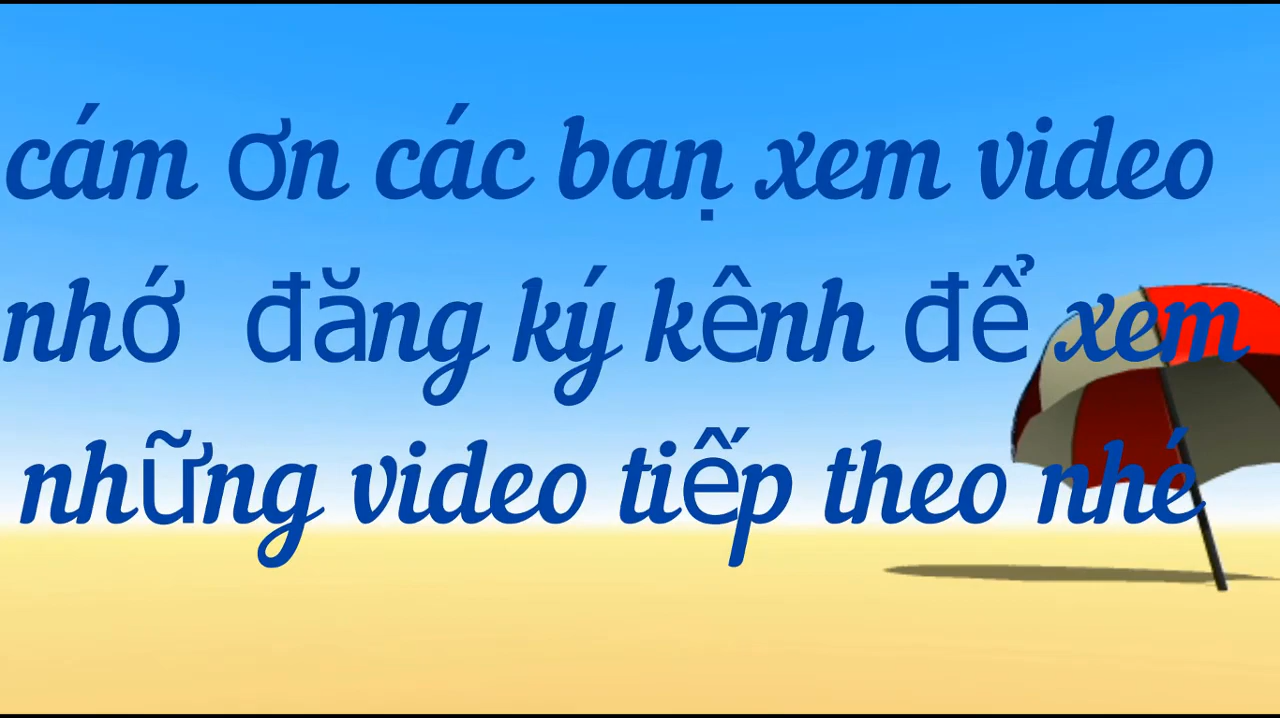 cám ơn các bạn xem video
nhớ đăng ký kênh để xem
những video tiếp theo nhé